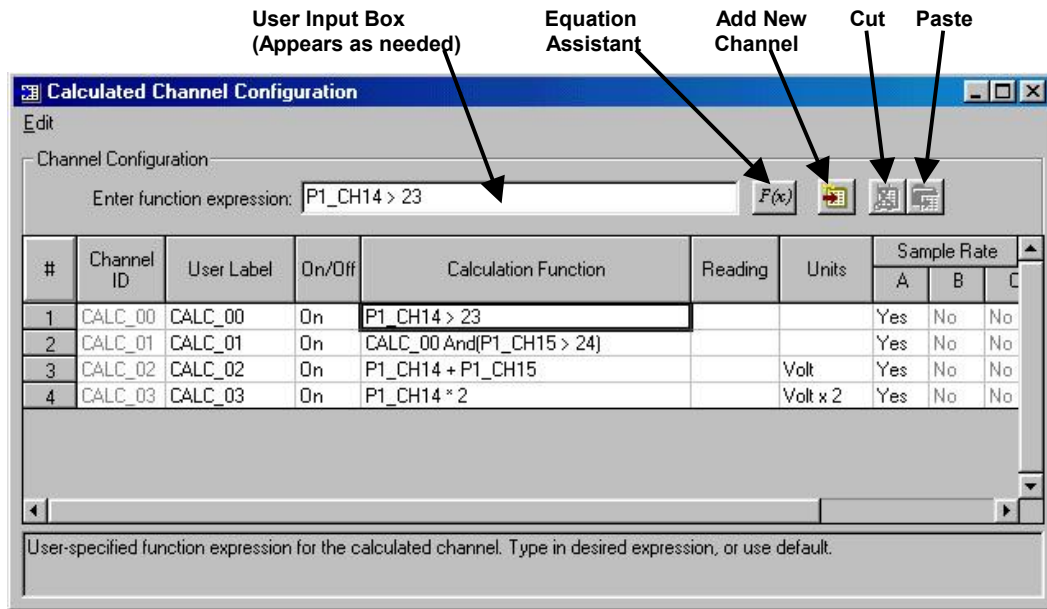 User Input Box Equation Add New Cut Paste
(Appears as needed) Assistant Channel
Calculated Channel Configuration
Edit
Channel Configuration
Enter function expression: P1_CH14 > 23 F(x)
# Channel ID User Label On/Off Calculation Function Reading Units Sample Rate
A B C
1 CALC_00 CALC_00 On P1_CH14 > 23 Yes No No
2 CALC_01 CALC_01 On CALC_00 And(P1_CH15 > 24) Yes No No
3 CALC_02 CALC_02 On P1_CH14 + P1_CH15 Volt Yes No No
4 CALC_03 CALC_03 On P1_CH14 * 2 Volt x 2 Yes No No
User-specified function expression for the calculated channel. Type in desired expression, or use default.